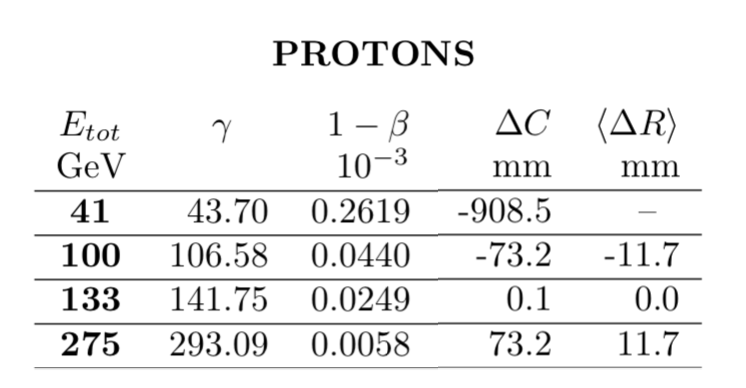 PROTONS
E_tot γ 1 − β ΔC ⟨ΔR⟩
GeV 10⁻³ mm mm
41 43.70 0.2619 -908.5 –
100 106.58 0.0440 -73.2 -11.7
133 141.75 0.0249 0.1 0.0
275 293.09 0.0058 73.2 11.7